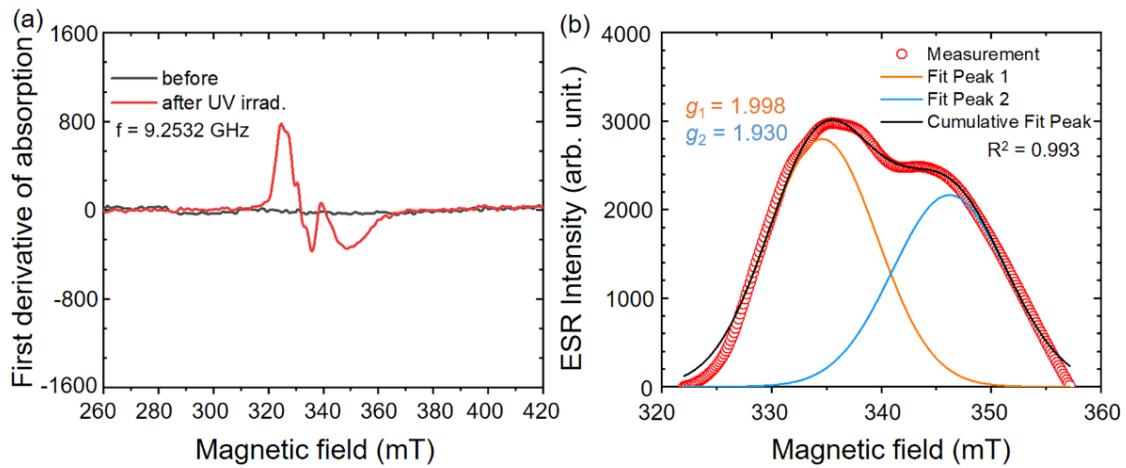 (a)
1600
800
0
-800
-1600
before
after UV irrad.
f = 9.2532 GHz
First derivative of absorption
260 280 300 320 340 360 380 400 420
Magnetic field (mT)
(b)
4000
3000
2000
1000
0
Measurement
Fit Peak 1
Fit Peak 2
Cumulative Fit Peak
R² = 0.993
g₁ = 1.998
g₂ = 1.930
ESR Intensity (arb. unit.)
320 330 340 350 360
Magnetic field (mT)